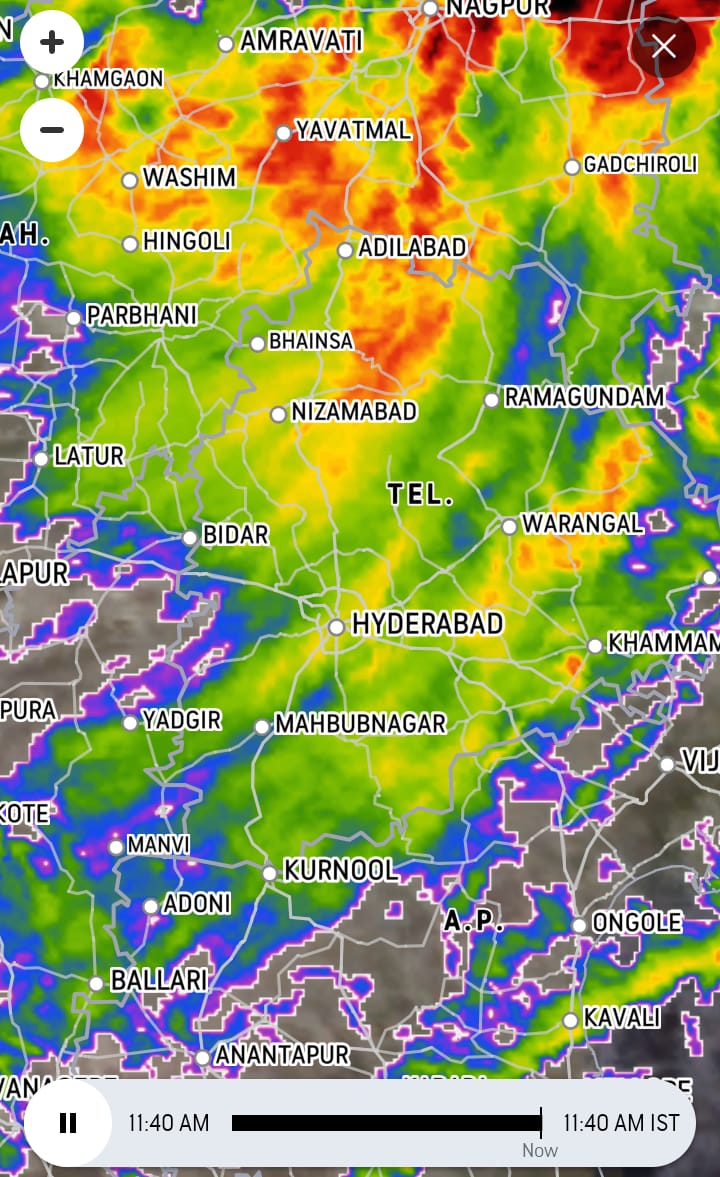 NAGPUR
N
AMRAVATI
KHAMGAON
YAVATMAL
GADCHIROLI
WASHIM
AH.
HINGOLI
ADILABAD
PARBHANI
BHAINSA
RAMAGUNDAM
NIZAMABAD
LATUR
TEL.
WARANGAL
BIDAR
LAPUR
HYDERABAD
KHAMMAM
PURA
YADGIR
MAHBUBNAGAR
VIJ
KOTE
MANVI
KURNOOL
ADONI
A.P.
ONGOLE
BALLARI
KAVALI
ANANTAPUR
11:40 AM
11:40 AM IST
Now